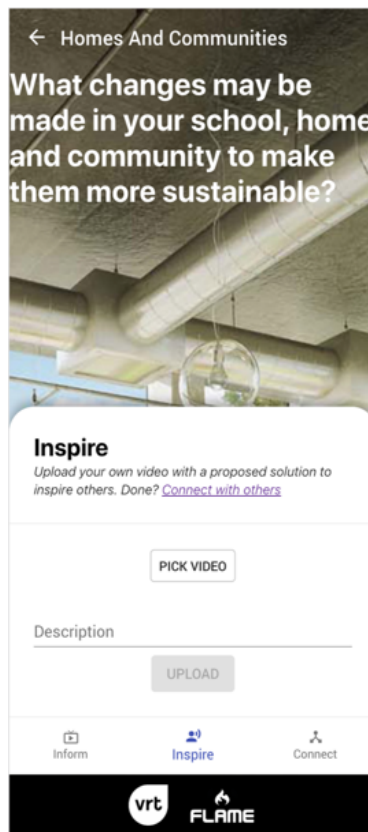 ← Homes And Communities
What changes may be
made in your school, home
and community to make
them more sustainable?
Inspire
Upload your own video with a proposed solution to
inspire others. Done? Connect with others
PICK VIDEO
Description
UPLOAD
Inform Inspire Connect
vrt FLAME